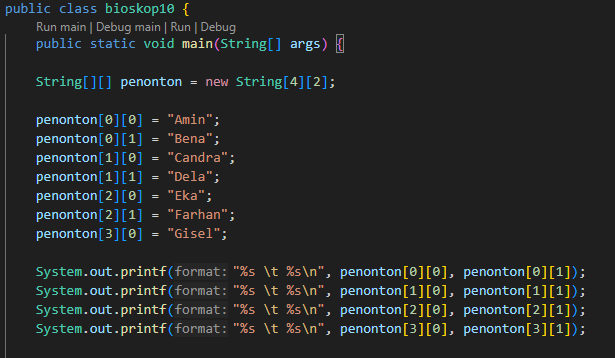 public class bioskop10 {
Run main | Debug main | Run | Debug
public static void main(String[] args) {
String[][] penonton = new String[4][2];
penonton[0][0] = "Amin";
penonton[0][1] = "Bena";
penonton[1][0] = "Candra";
penonton[1][1] = "Dela";
penonton[2][0] = "Eka";
penonton[2][1] = "Farhan";
penonton[3][0] = "Gisel";
System.out.printf(format: "%s \t %s\n", penonton[0][0], penonton[0][1]);
System.out.printf(format: "%s \t %s\n", penonton[1][0], penonton[1][1]);
System.out.printf(format: "%s \t %s\n", penonton[2][0], penonton[2][1]);
System.out.printf(format: "%s \t %s\n", penonton[3][0], penonton[3][1]);